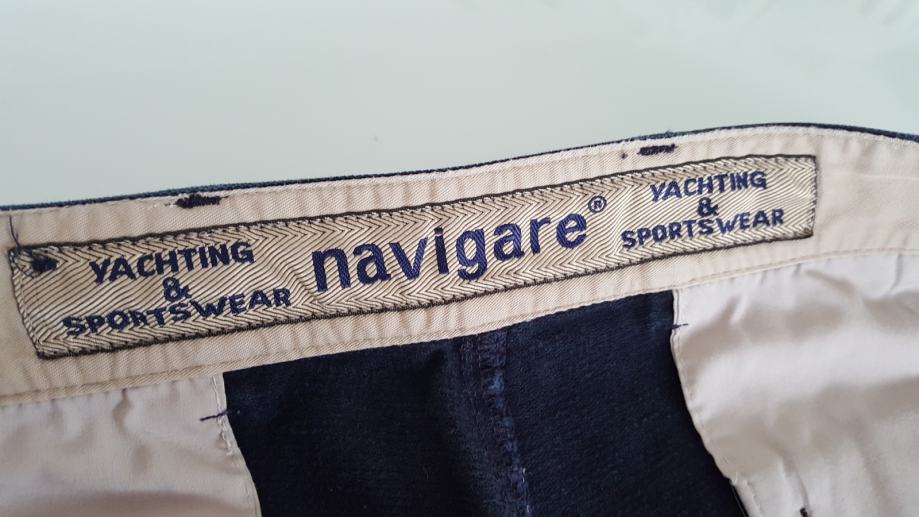 YACHTING
&
SPORTSWEAR
navigare®
YACHTING
&
SPORTSWEAR